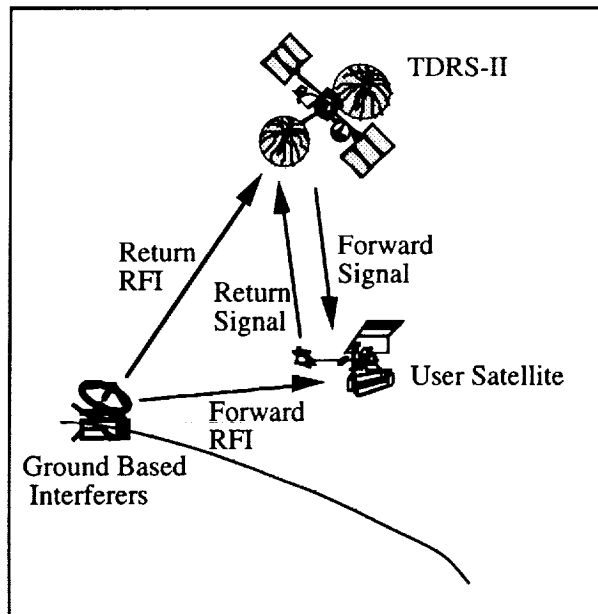 TDRS-II
Return
RFI
Return
Signal
Forward
Signal
User Satellite
Forward
RFI
Ground Based
Interferers